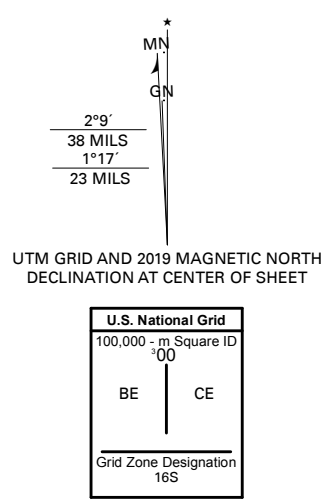 ★
MN
GN
2°9´
38 MILS
1°17´
23 MILS
UTM GRID AND 2019 MAGNETIC NORTH
DECLINATION AT CENTER OF SHEET
U.S. National Grid
100,000 - m Square ID
³00
BE CE
Grid Zone Designation
16S